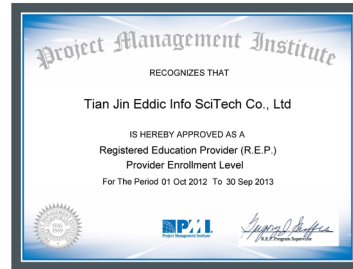 Project Management Institute
RECOGNIZES THAT
Tian Jin Eddic Info SciTech Co., Ltd
IS HEREBY APPROVED AS A
Registered Education Provider (R.E.P.)
Provider Enrollment Level
For The Period 01 Oct 2012 To 30 Sep 2013
PMI
Project Management Institute
R.E.P. Program Supervisor